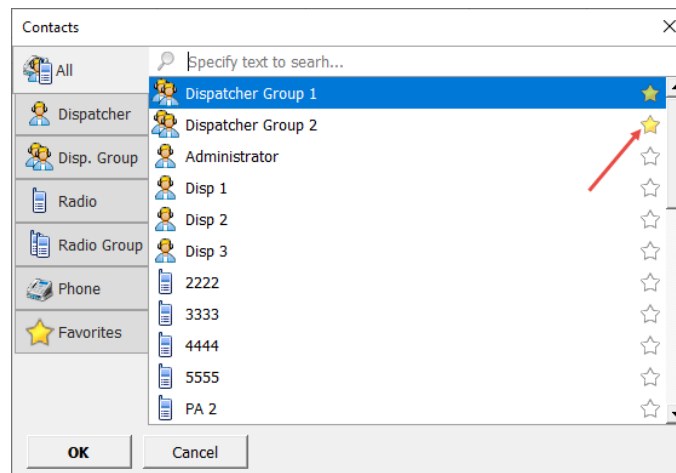 Contacts
All
Dispatcher
Disp. Group
Radio
Radio Group
Phone
Favorites
Specify text to searh...
Dispatcher Group 1
Dispatcher Group 2
Administrator
Disp 1
Disp 2
Disp 3
2222
3333
4444
5555
PA 2
OK
Cancel